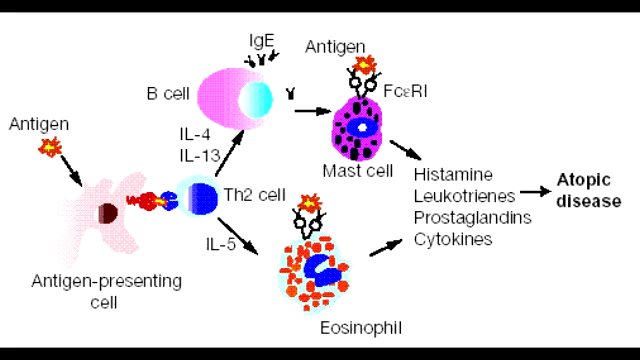 IgE
Antigen
B cell
FcεRI
Antigen
IL-4
IL-13
Mast cell
Th2 cell
Histamine
Leukotrienes
Prostaglandins
Cytokines
Atopic
disease
IL-5
Antigen-presenting
cell
Eosinophil